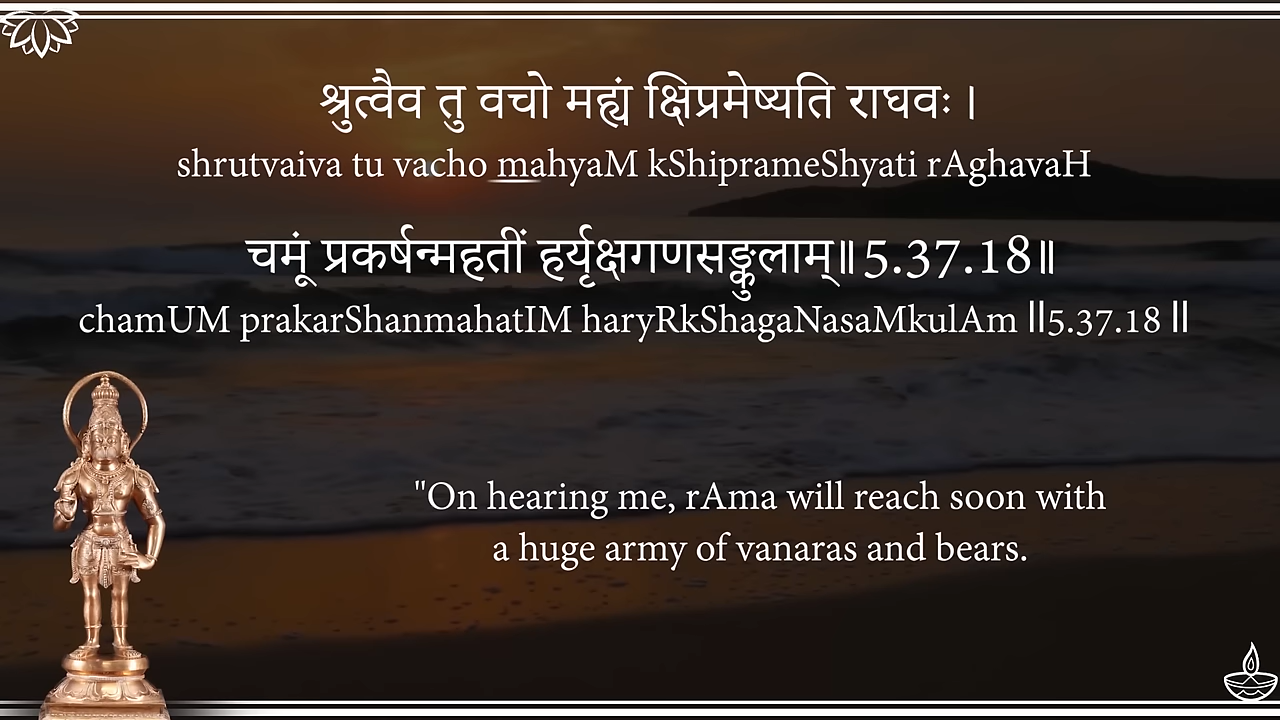 श्रुत्वैव तु वचो मह्यं क्षिप्रमेष्यति राघवः ।
shrutvaiva tu vacho mahyaM kShiprameShyati rAghavaH
चमूं प्रकर्षन्महतीं हर्यृक्षगणसङ्कुलाम्॥5.37.18॥
chamUM prakarShanmahatIM haryRkShagaNasaMkulAm ॥5.37.18 ॥
"On hearing me, rAma will reach soon with
a huge army of vanaras and bears.